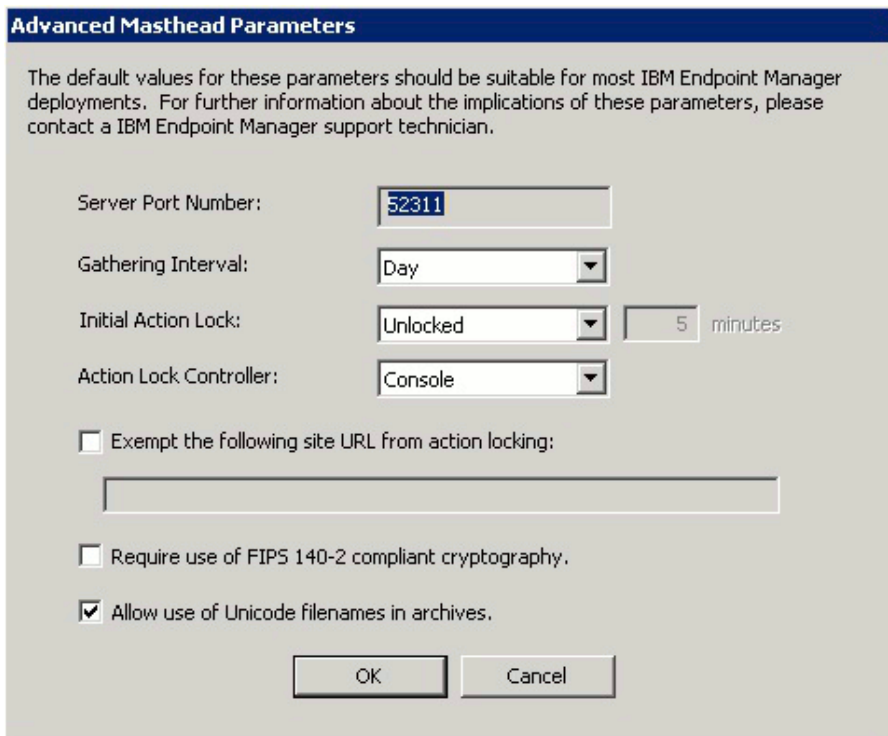 Advanced Masthead Parameters
The default values for these parameters should be suitable for most IBM Endpoint Manager
deployments.  For further information about the implications of these parameters, please
contact a IBM Endpoint Manager support technician.
Server Port Number: 52311
Gathering Interval: Day
Initial Action Lock: Unlocked 5 minutes
Action Lock Controller: Console
Exempt the following site URL from action locking:
Require use of FIPS 140-2 compliant cryptography.
Allow use of Unicode filenames in archives.
OK Cancel